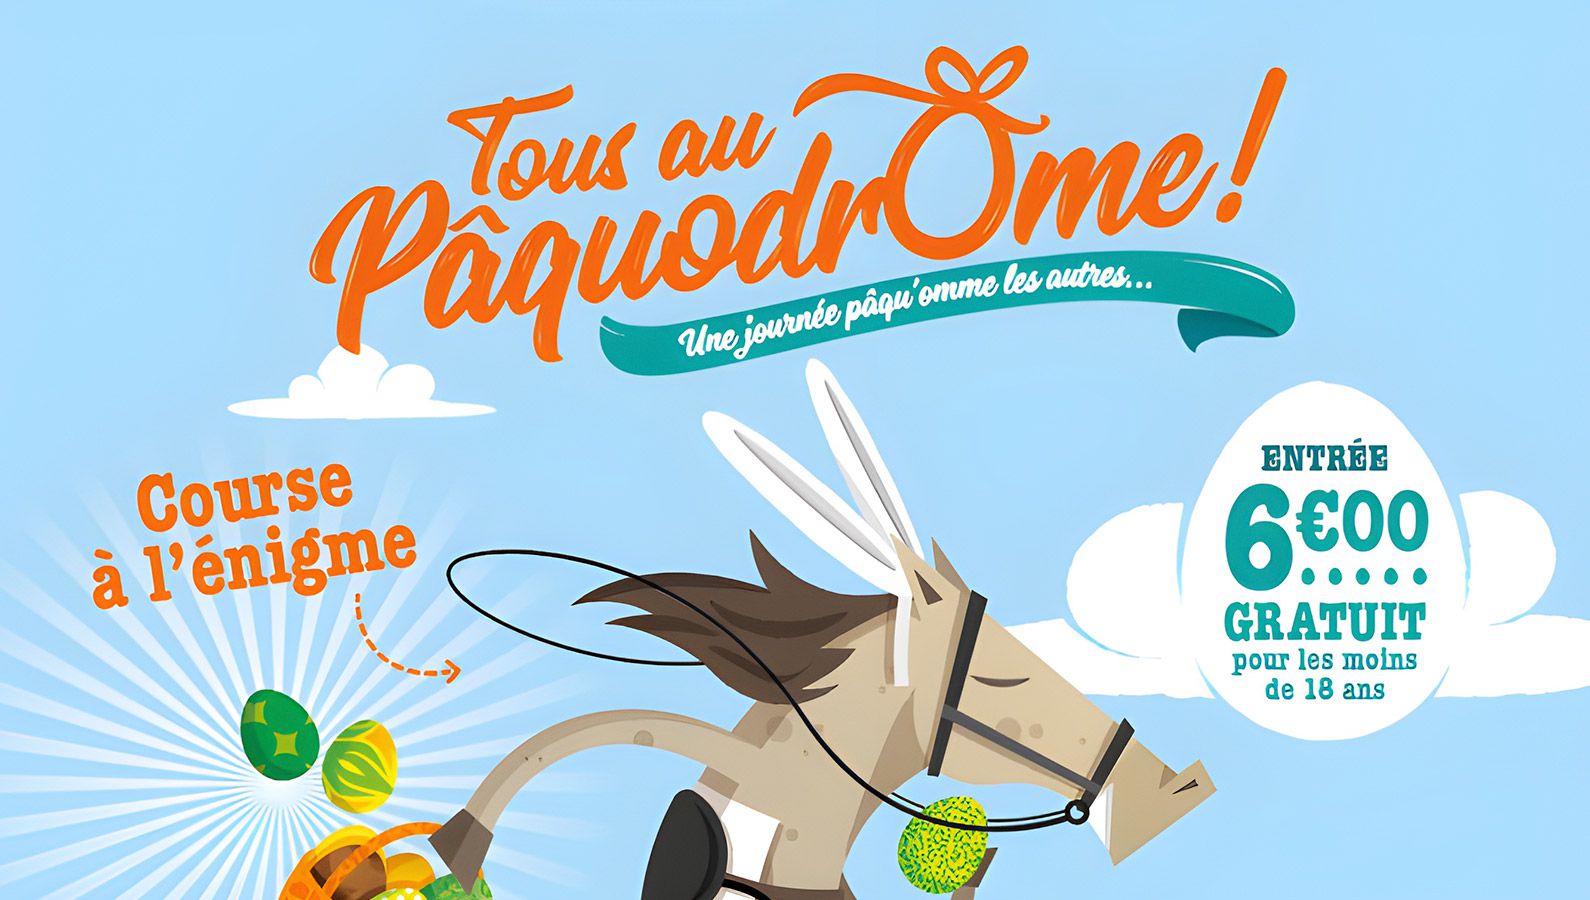 Tous au
PâquodrÔme !
Une journée pâqu'omme les autres...
Course
à l'énigme
ENTRÉE
6€00
GRATUIT
pour les moins
de 18 ans